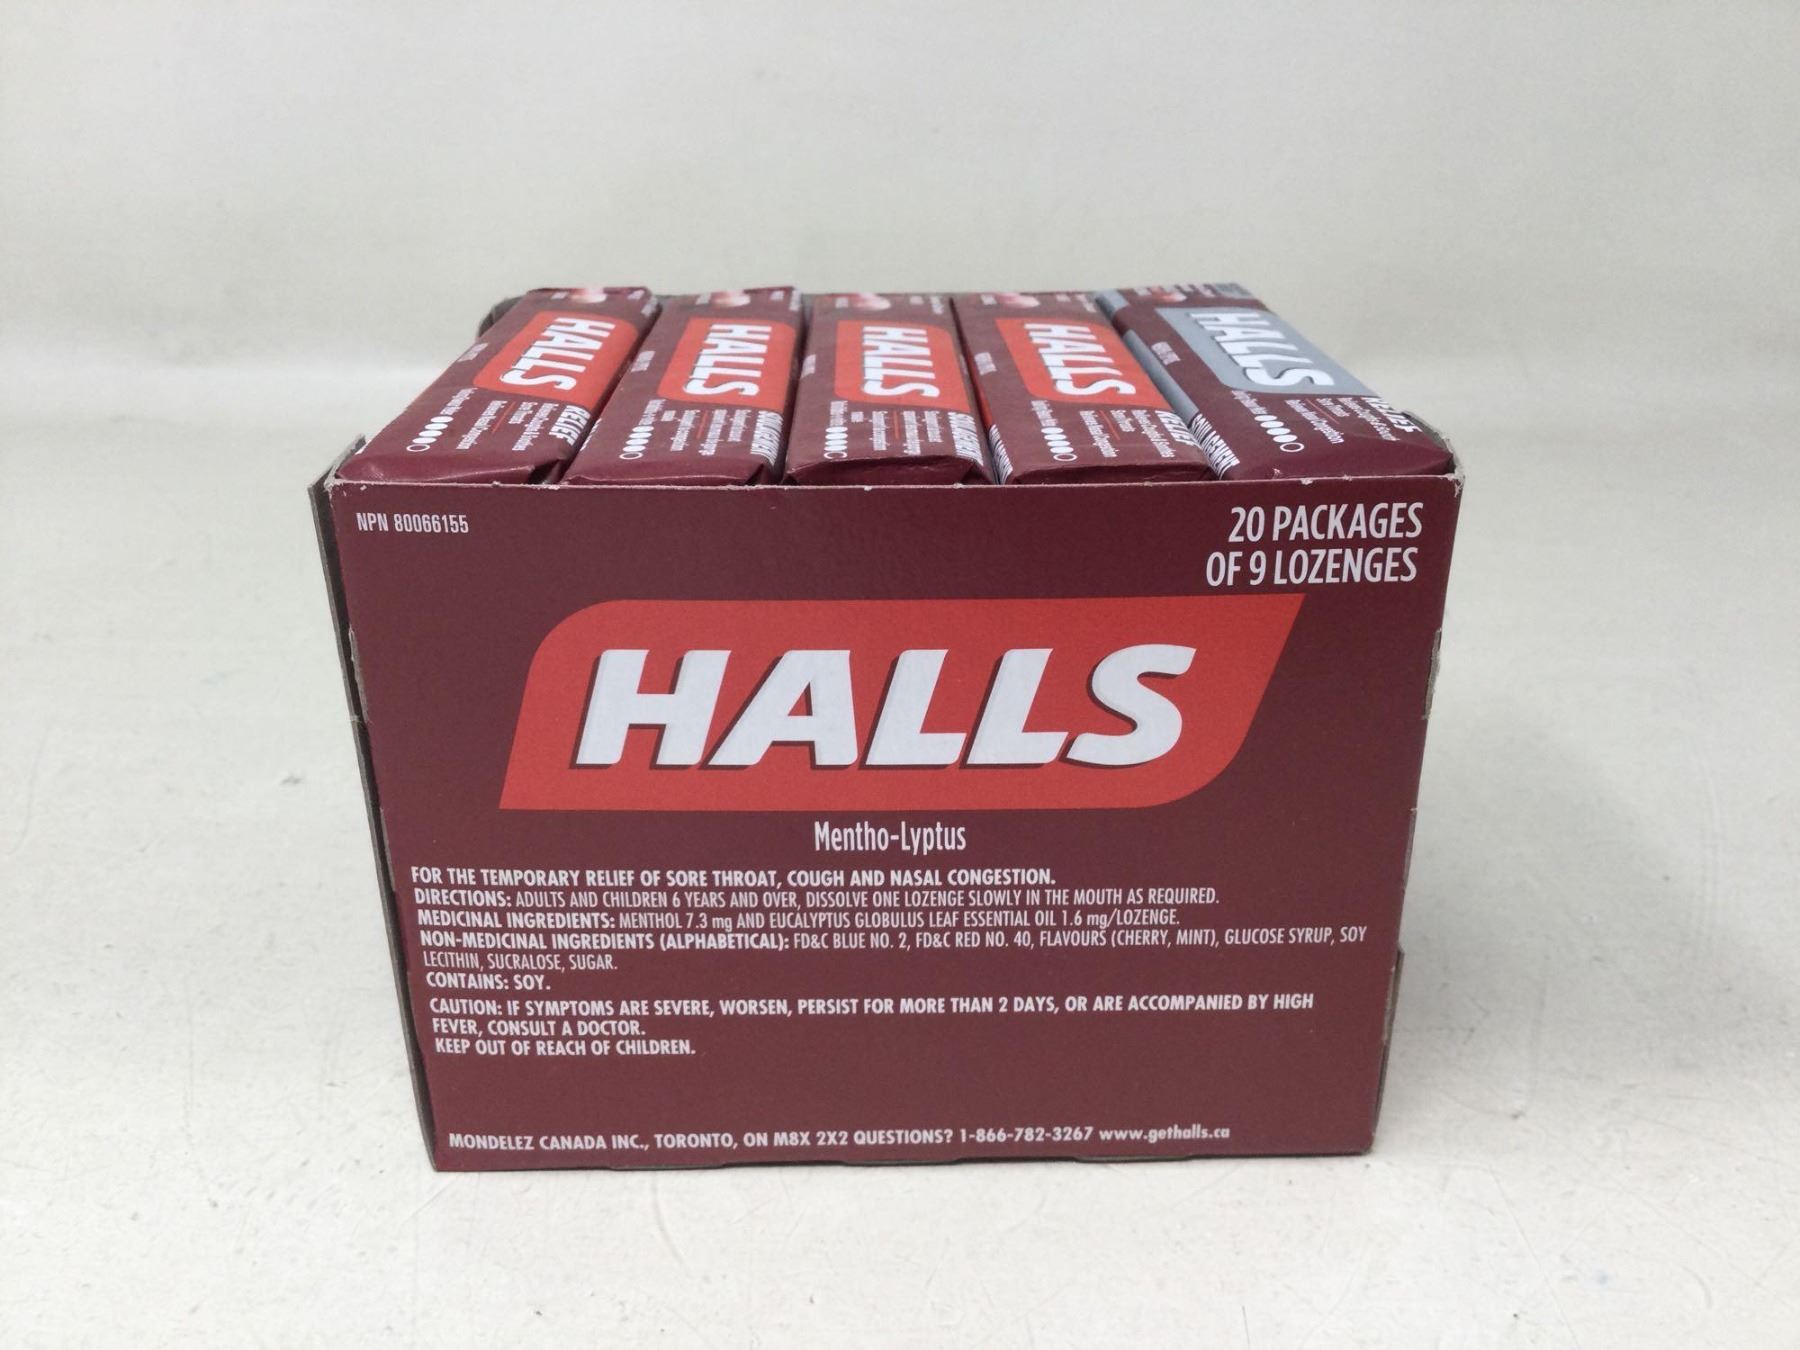 HALLS
HALLS
HALLS
HALLS
HALLS
RELIEF
RELIEF
RELIEF
NPN 80066155
20 PACKAGES
OF 9 LOZENGES
HALLS
Mentho-Lyptus
FOR THE TEMPORARY RELIEF OF SORE THROAT, COUGH AND NASAL CONGESTION.
DIRECTIONS: ADULTS AND CHILDREN 6 YEARS AND OVER, DISSOLVE ONE LOZENGE SLOWLY IN THE MOUTH AS REQUIRED.
MEDICINAL INGREDIENTS: MENTHOL 7.3 mg AND EUCALYPTUS GLOBULUS LEAF ESSENTIAL OIL 1.6 mg/LOZENGE.
NON-MEDICINAL INGREDIENTS (ALPHABETICAL): FD&C BLUE NO. 2, FD&C RED NO. 40, FLAVOURS (CHERRY, MINT), GLUCOSE SYRUP, SOY
LECITHIN, SUCRALOSE, SUGAR.
CONTAINS: SOY.
CAUTION: IF SYMPTOMS ARE SEVERE, WORSEN, PERSIST FOR MORE THAN 2 DAYS, OR ARE ACCOMPANIED BY HIGH
FEVER, CONSULT A DOCTOR.
KEEP OUT OF REACH OF CHILDREN.
MONDELEZ CANADA INC., TORONTO, ON M8X 2X2 QUESTIONS? 1-866-782-3267 www.gethalls.ca